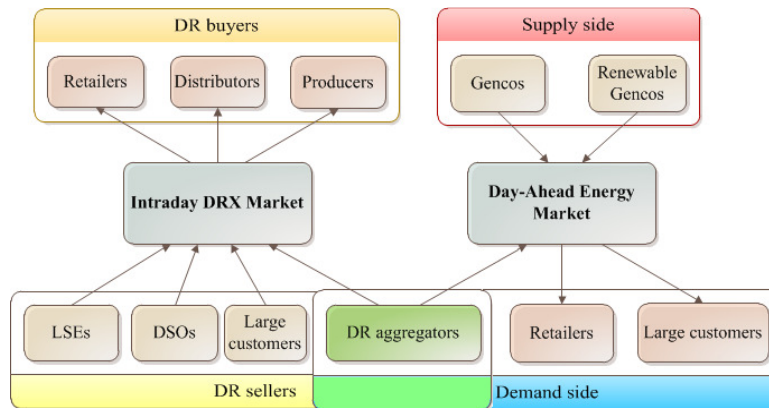 DR buyers
Retailers
Distributors
Producers
Supply side
Gencos
Renewable
Gencos
Intraday DRX Market
Day-Ahead Energy
Market
LSEs
DSOs
Large
customers
DR aggregators
Retailers
Large customers
DR sellers
Demand side